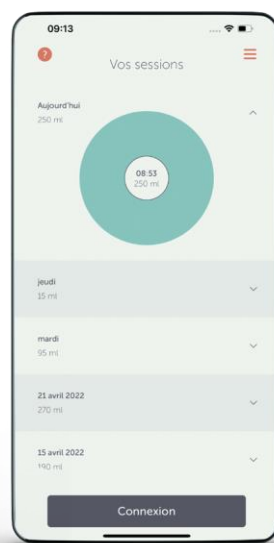 09:13
?
Vos sessions
Aujourd'hui
250 ml
08:53
250 ml
jeudi
15 ml
mardi
95 ml
21 avril 2022
270 ml
15 avril 2022
190 ml
Connexion